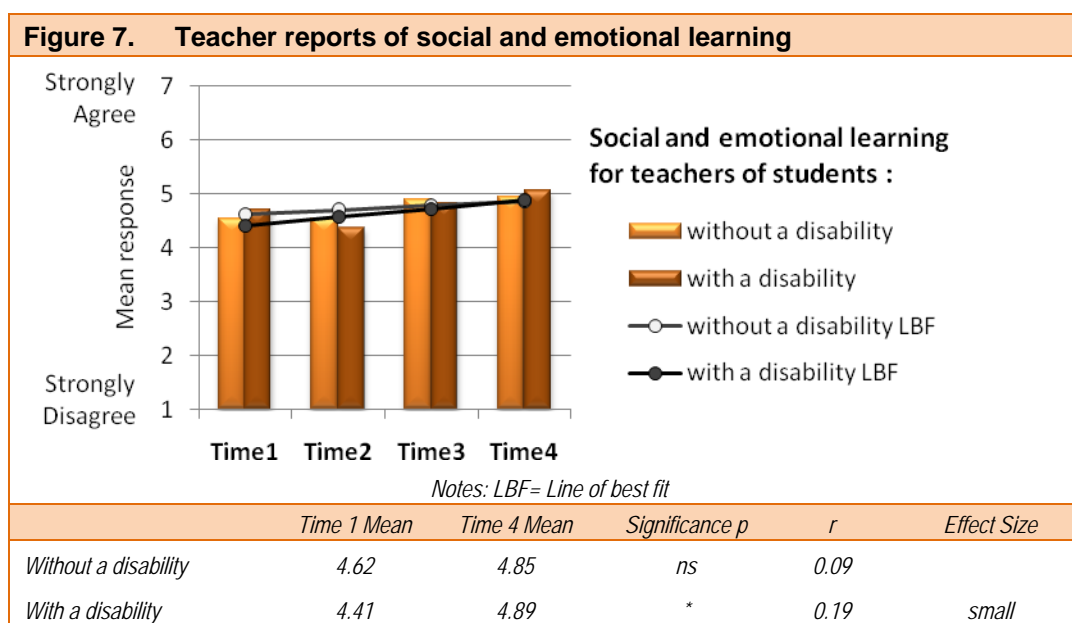 Figure 7. Teacher reports of social and emotional learning
Strongly
Agree
7
6
5
4
3
2
1
Mean response
Strongly
Disagree
Time1 Time2 Time3 Time4
Social and emotional learning
for teachers of students :
without a disability
with a disability
without a disability LBF
with a disability LBF
Notes: LBF= Line of best fit
Time 1 Mean Time 4 Mean Significance p r Effect Size
Without a disability 4.62 4.85 ns 0.09
With a disability 4.41 4.89 * 0.19 small